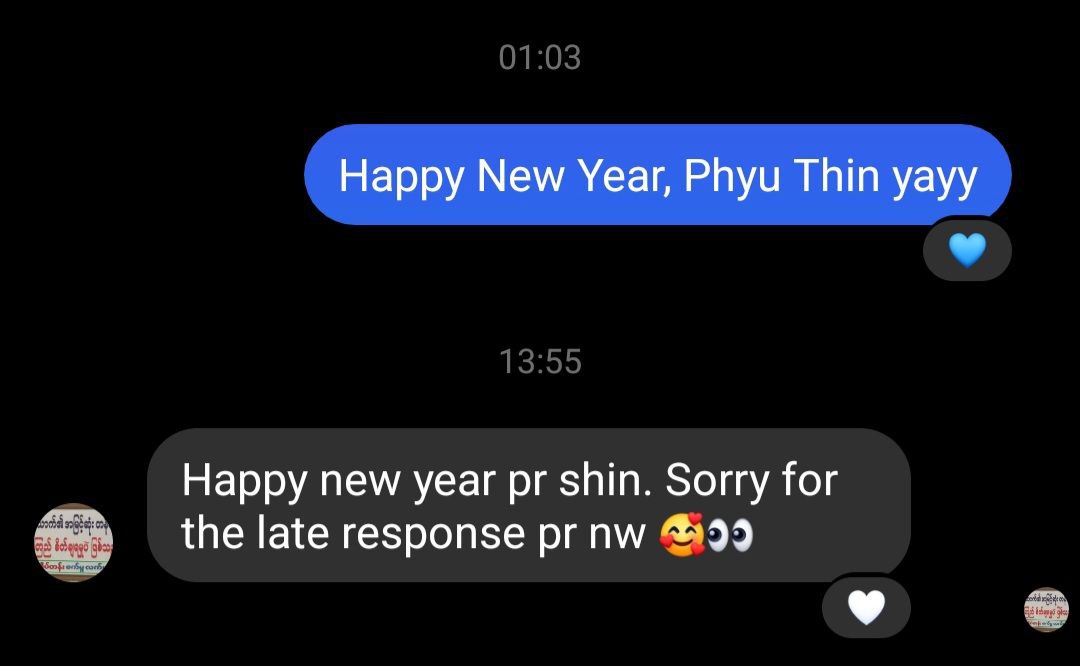 01:03
Happy New Year, Phyu Thin yayy
13:55
Happy new year pr shin. Sorry for
the late response pr nw 🥰👀